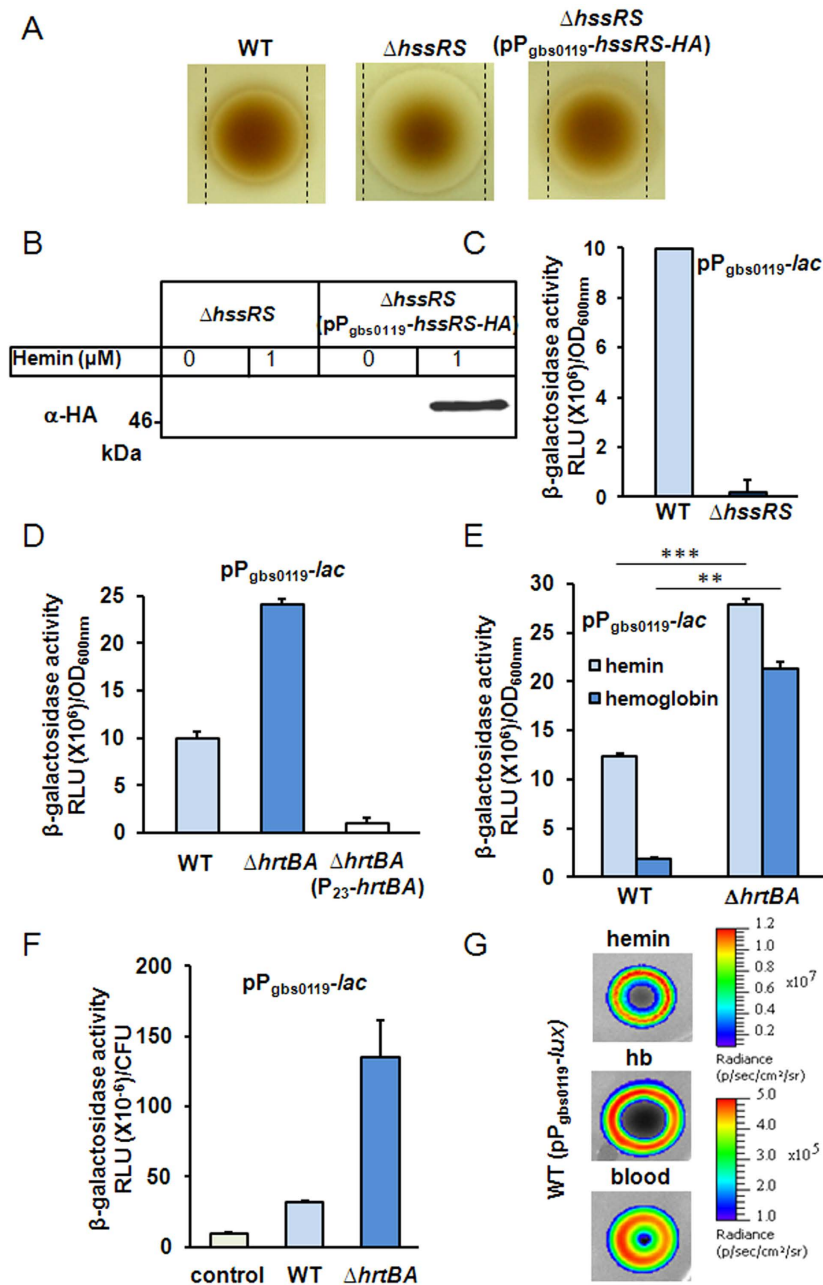 A
WT
ΔhssRS
ΔhssRS
(pPgbs0119-hssRS-HA)
B
ΔhssRS
ΔhssRS
(pPgbs0119-hssRS-HA)
Hemin (µM)
0
1
0
1
α-HA
46
kDa
C
pPgbs0119-lac
β-galactosidase activity
RLU (X10⁶)/OD600nm
10
8
6
4
2
0
WT
ΔhssRS
D
pPgbs0119-lac
β-galactosidase activity
RLU (X10⁶)/OD600nm
25
20
15
10
5
0
WT
ΔhrtBA
ΔhrtBA
(P23-hrtBA)
E
***
**
pPgbs0119-lac
hemin
hemoglobin
β-galactosidase activity
RLU (X10⁶)/OD600nm
30
25
20
15
10
5
0
WT
ΔhrtBA
F
pPgbs0119-lac
β-galactosidase activity
RLU (X10⁻⁶)/CFU
200
150
100
50
0
control
WT
ΔhrtBA
G
WT (pPgbs0119-lux)
hemin
hb
blood
1.2
1.0
0.8
0.6
0.4
0.2
x10⁷
Radiance
(p/sec/cm²/sr)
5.0
4.0
3.0
2.0
1.0
x10⁵
Radiance
(p/sec/cm²/sr)